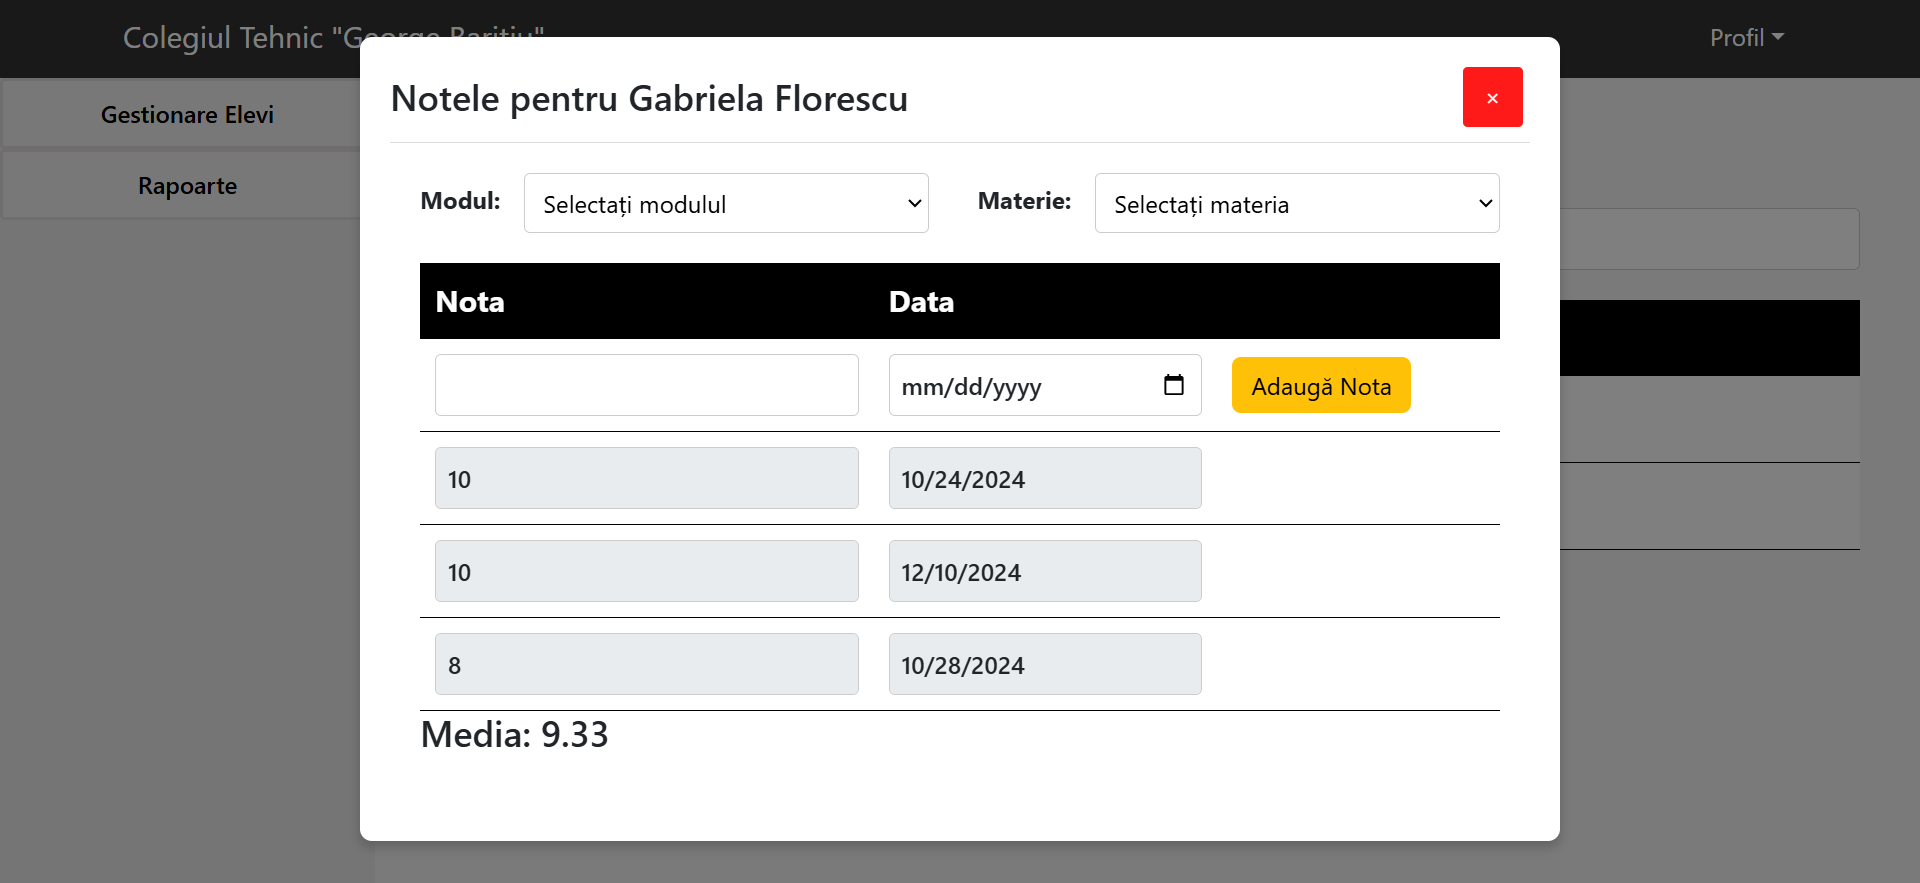 Colegiul Tehnic "George Barițiu"
Profil
Gestionare Elevi
Rapoarte
Notele pentru Gabriela Florescu
×
Modul:
Selectați modulul
Materie:
Selectați materia
Nota Data
mm/dd/yyyy Adaugă Nota
10 10/24/2024
10 12/10/2024
8 10/28/2024
Media: 9.33